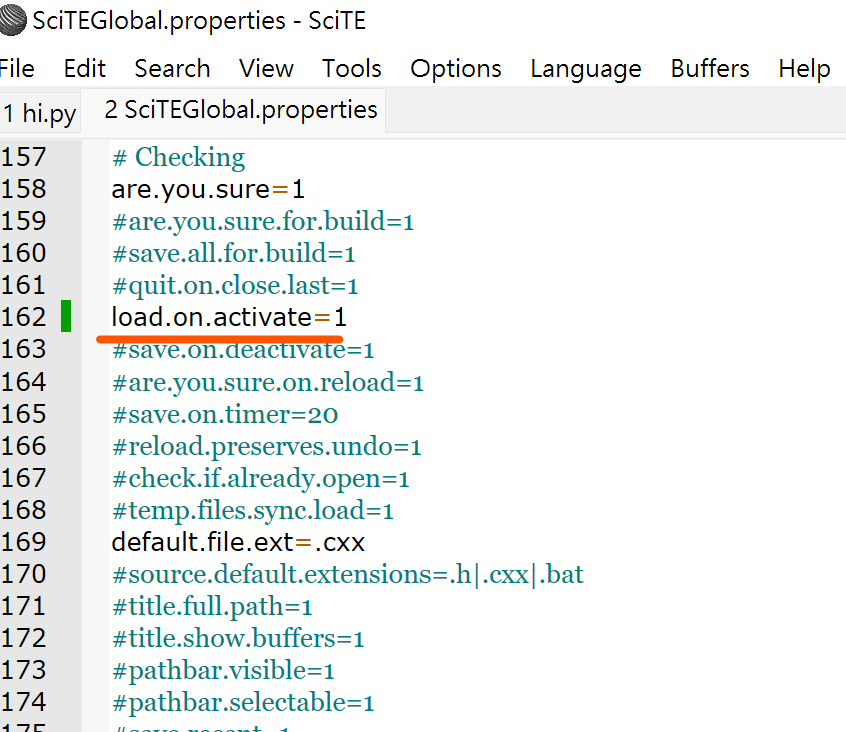 SciTEGlobal.properties - SciTE
File Edit Search View Tools Options Language Buffers Help
1 hi.py 2 SciTEGlobal.properties
157 # Checking
158 are.you.sure=1
159 #are.you.sure.for.build=1
160 #save.all.for.build=1
161 #quit.on.close.last=1
162 load.on.activate=1
163 #save.on.deactivate=1
164 #are.you.sure.on.reload=1
165 #save.on.timer=20
166 #reload.preserves.undo=1
167 #check.if.already.open=1
168 #temp.files.sync.load=1
169 default.file.ext=.cxx
170 #source.default.extensions=.h|.cxx|.bat
171 #title.full.path=1
172 #title.show.buffers=1
173 #pathbar.visible=1
174 #pathbar.selectable=1
175 #save.recent=1